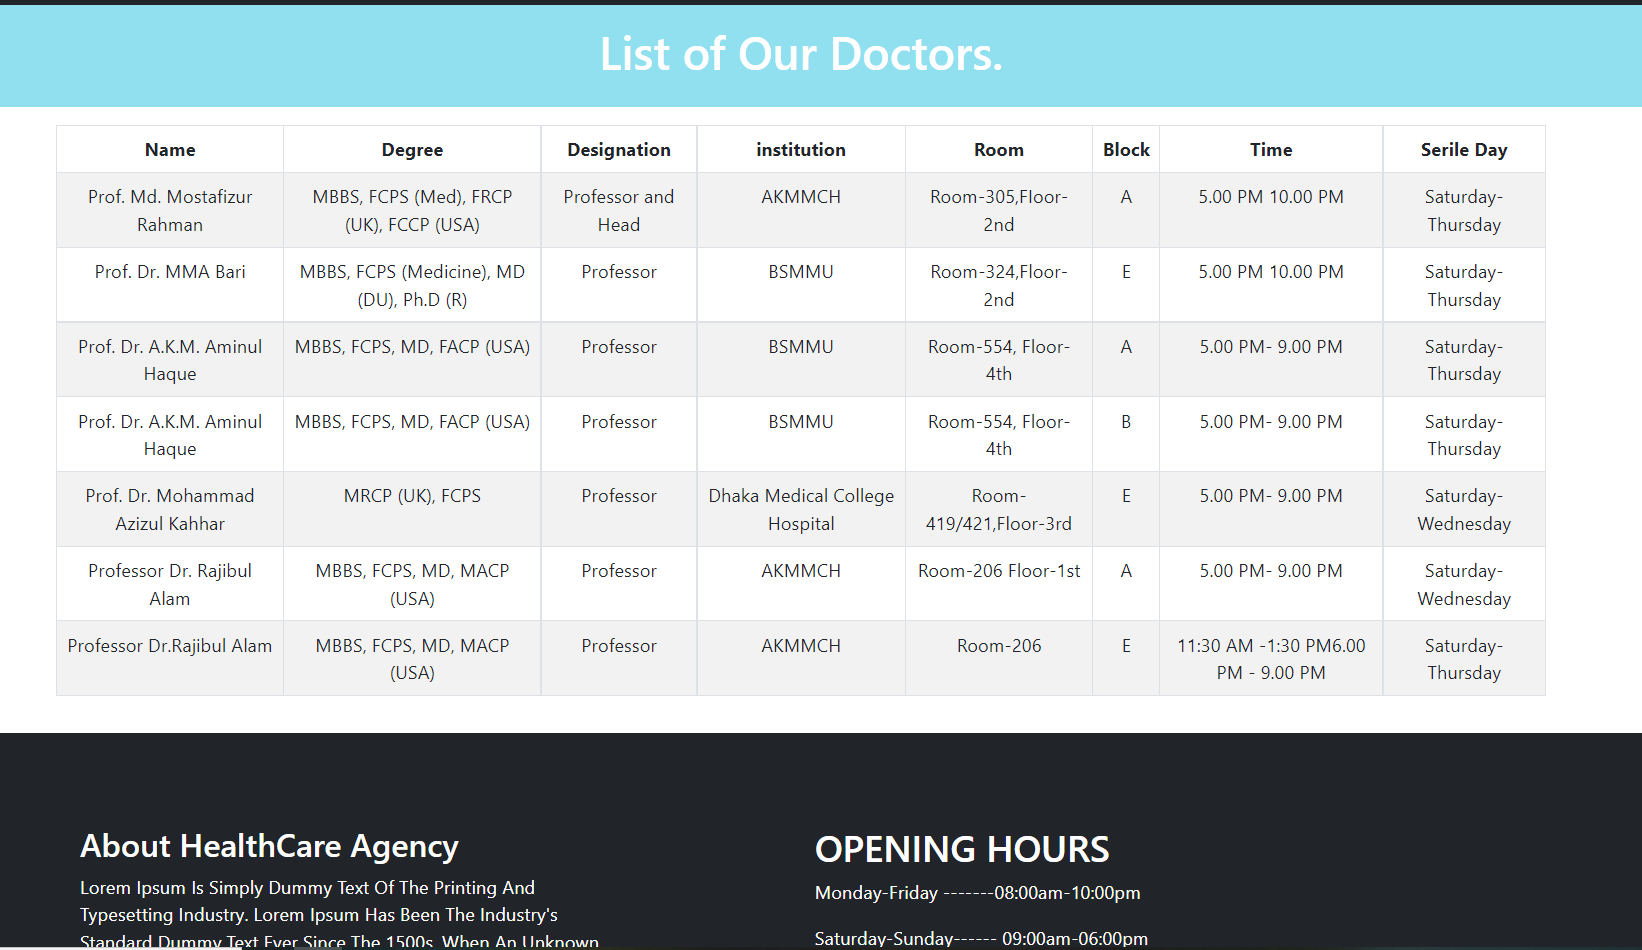 List of Our Doctors.
Name Degree Designation institution Room Block Time Serile Day
Prof. Md. Mostafizur MBBS, FCPS (Med), FRCP Professor and AKMMCH Room-305,Floor- A 5.00 PM 10.00 PM Saturday-
Rahman (UK), FCCP (USA) Head 2nd Thursday
Prof. Dr. MMA Bari MBBS, FCPS (Medicine), MD Professor BSMMU Room-324,Floor- E 5.00 PM 10.00 PM Saturday-
(DU), Ph.D (R) 2nd Thursday
Prof. Dr. A.K.M. Aminul MBBS, FCPS, MD, FACP (USA) Professor BSMMU Room-554, Floor- A 5.00 PM- 9.00 PM Saturday-
Haque 4th Thursday
Prof. Dr. A.K.M. Aminul MBBS, FCPS, MD, FACP (USA) Professor BSMMU Room-554, Floor- B 5.00 PM- 9.00 PM Saturday-
Haque 4th Thursday
Prof. Dr. Mohammad MRCP (UK), FCPS Professor Dhaka Medical College Room- E 5.00 PM- 9.00 PM Saturday-
Azizul Kahhar Hospital 419/421,Floor-3rd Wednesday
Professor Dr. Rajibul MBBS, FCPS, MD, MACP Professor AKMMCH Room-206 Floor-1st A 5.00 PM- 9.00 PM Saturday-
Alam (USA) Wednesday
Professor Dr.Rajibul Alam MBBS, FCPS, MD, MACP Professor AKMMCH Room-206 E 11:30 AM -1:30 PM6.00 Saturday-
(USA) PM - 9.00 PM Thursday
About HealthCare Agency
Lorem Ipsum Is Simply Dummy Text Of The Printing And
Typesetting Industry. Lorem Ipsum Has Been The Industry's
Standard Dummy Text Ever Since The 1500s, When An Unknown
OPENING HOURS
Monday-Friday -------08:00am-10:00pm
Saturday-Sunday------ 09:00am-06:00pm